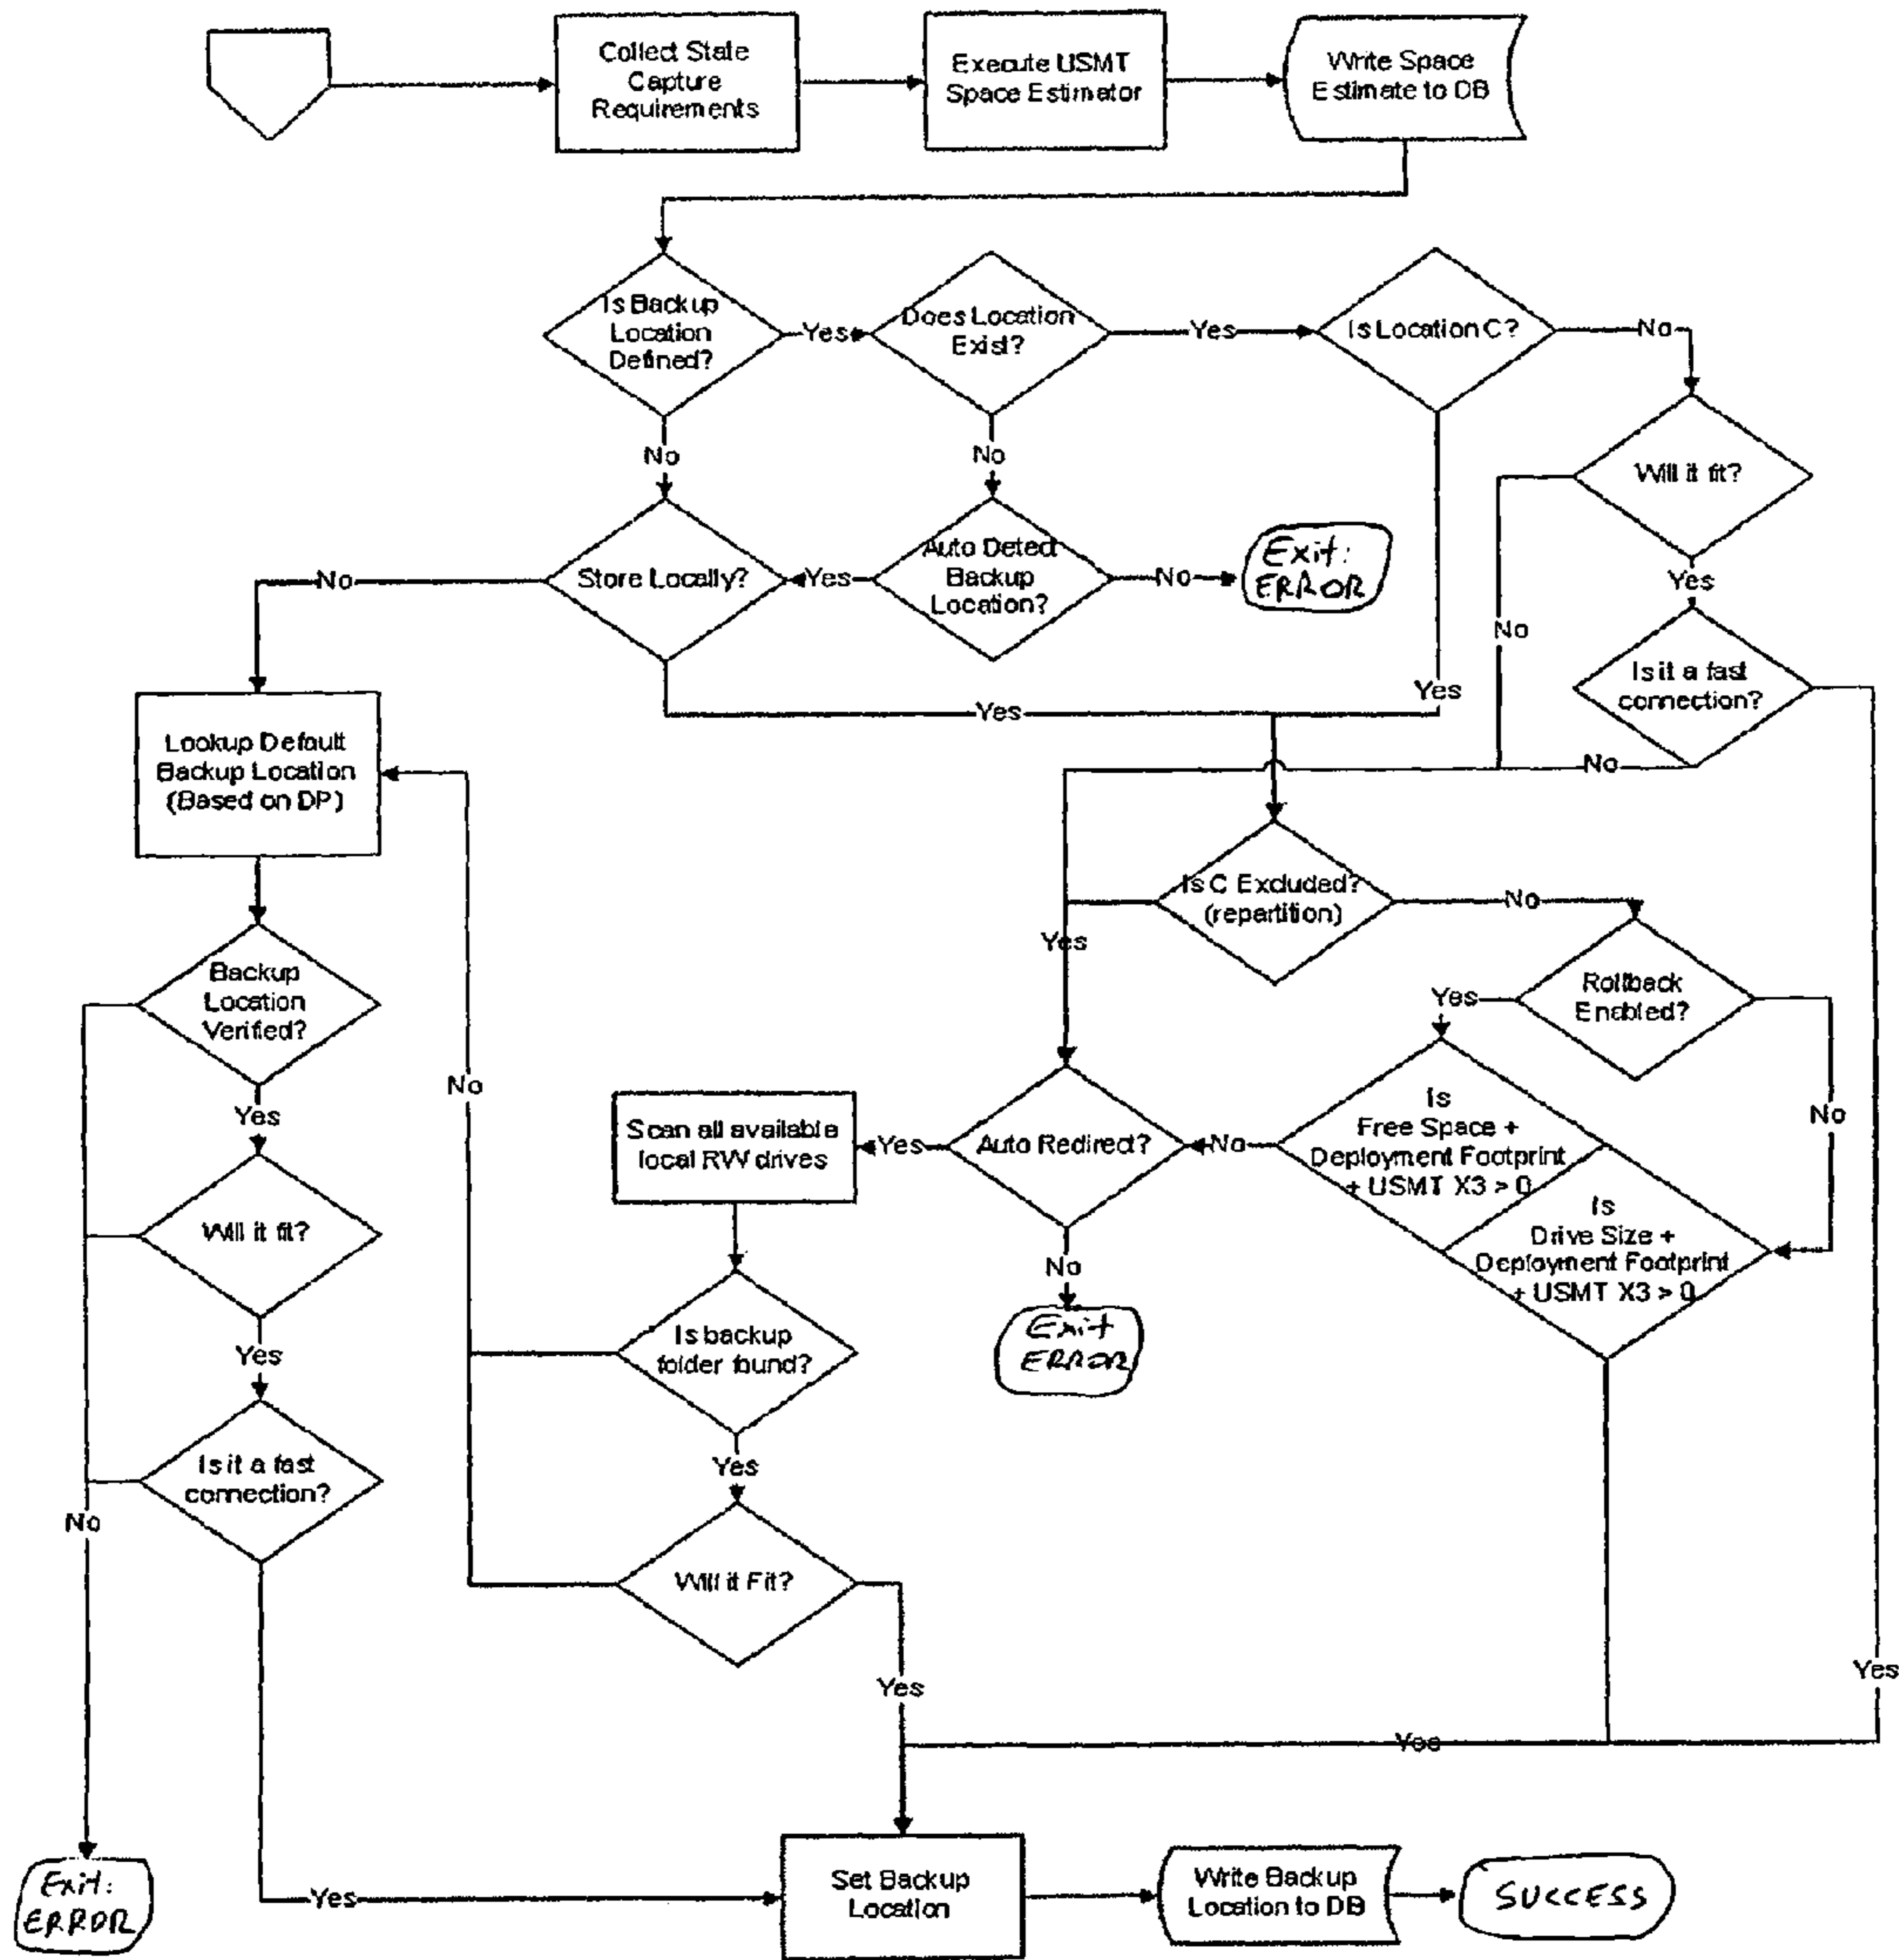 Collect State
Capture
Requirements
Execute USMT
Space Estimator
Write Space
Estimate to DB
Is Backup
Location
Defined?
Yes
Does Location
Exist?
Yes
Is Location C?
No
No
No
Will it fit?
Store Locally?
No
Yes
Auto Detect
Backup
Location?
No
Exit:
ERROR
Yes
No
Is it a fast
connection?
Yes
Yes
No
Lookup Default
Backup Location
(Based on DP)
Is C Excluded?
(repartition)
No
Yes
Backup
Location
Verified?
Rollback
Enabled?
Yes
No
No
Yes
Scan all available
local RW drives
Yes
Auto Redirect?
No
Is
Free Space +
Deployment Footprint
+ USMT X3 > 0
Is
Drive Size +
Deployment Footprint
+ USMT X3 > 0
Will it fit?
No
Exit
ERROR
Yes
Is backup
folder found?
Yes
Is it a fast
connection?
No
Will it Fit?
Yes
Yes
Yes
Exit:
ERROR
Yes
Set Backup
Location
Write Backup
Location to DB
SUCCESS